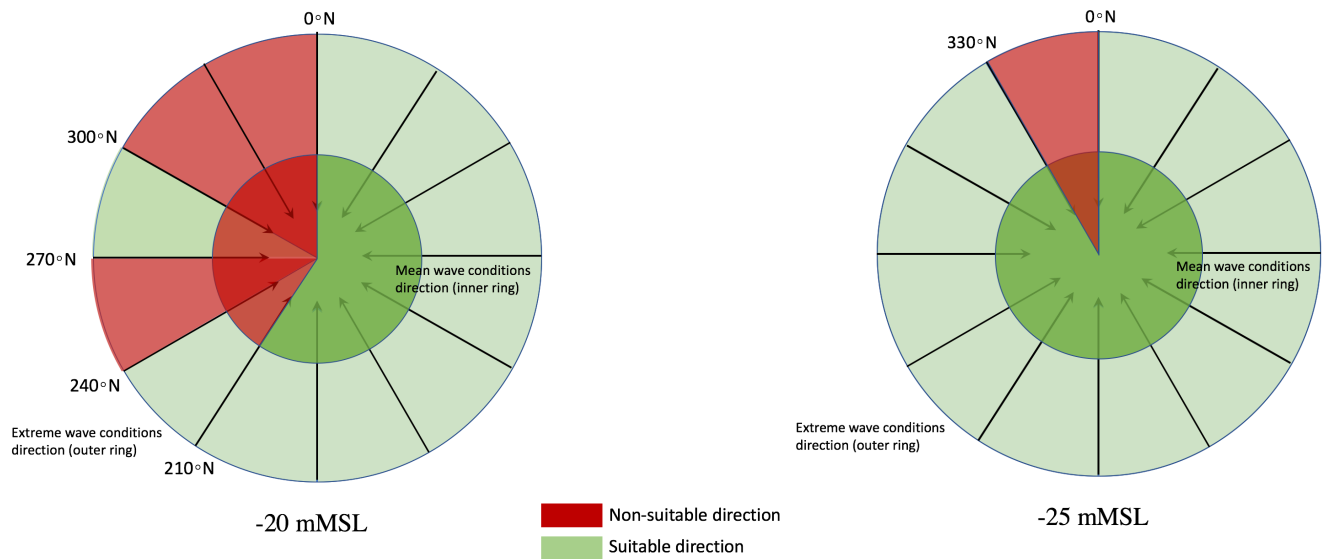 0◦N
0◦N
330◦N
300◦N
270◦N
Mean wave conditions
direction (inner ring)
Mean wave conditions
direction (inner ring)
240◦N
Extreme wave conditions
direction (outer ring)
Extreme wave conditions
direction (outer ring)
210◦N
-20 mMSL
-25 mMSL
Non-suitable direction
Suitable direction